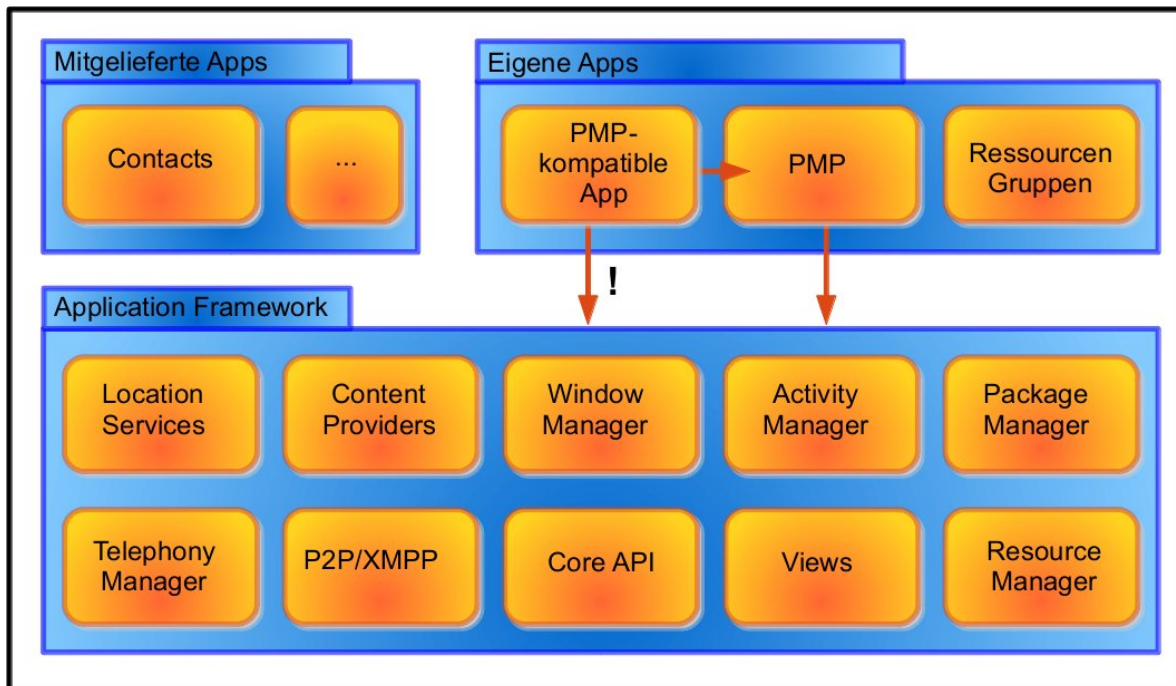 Mitgelieferte Apps
Eigene Apps
Contacts
...
PMP-
kompatible
App
PMP
Ressourcen
Gruppen
!
Application Framework
Location
Services
Content
Providers
Window
Manager
Activity
Manager
Package
Manager
Telephony
Manager
P2P/XMPP
Core API
Views
Resource
Manager